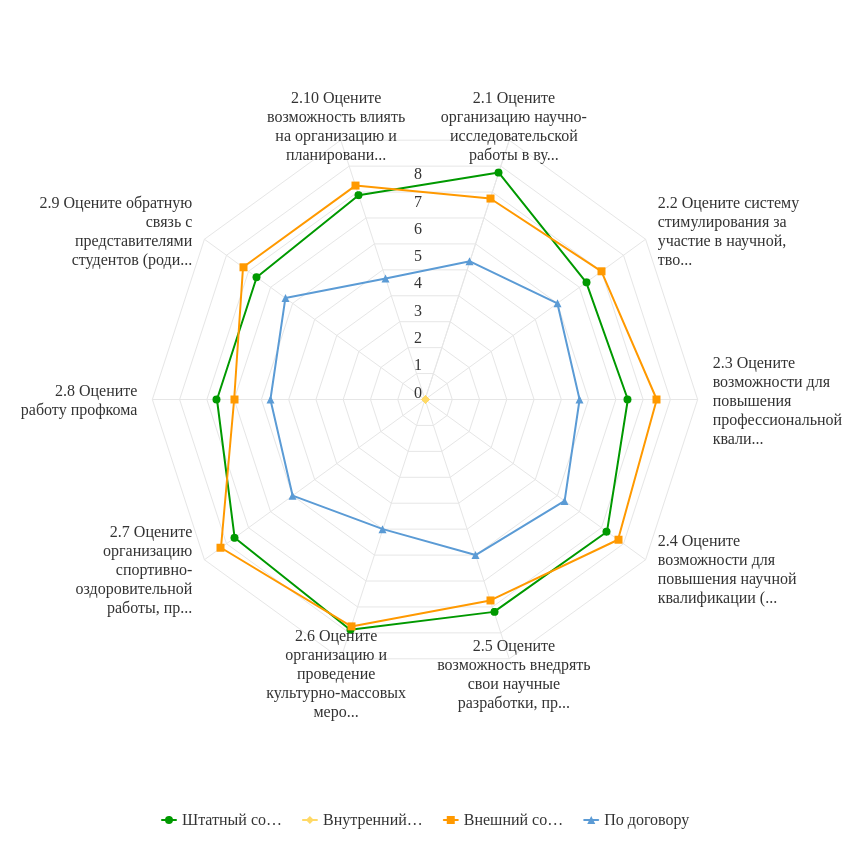 2.10 Оцените
возможность влиять
на организацию и
планировани...
2.1 Оцените
организацию научно-
исследовательской
работы в ву...
2.9 Оцените обратную
связь с
представителями
студентов (роди...
2.2 Оцените систему
стимулирования за
участие в научной,
тво...
8
7
6
5
4
3
2
1
0
2.3 Оцените
возможности для
повышения
профессиональной
квали...
2.8 Оцените
работу профкома
2.7 Оцените
организацию
спортивно-
оздоровительной
работы, пр...
2.4 Оцените
возможности для
повышения научной
квалификации (...
2.6 Оцените
организацию и
проведение
культурно-массовых
меро...
2.5 Оцените
возможность внедрять
свои научные
разработки, пр...
Штатный со…
Внутренний…
Внешний со…
По договору